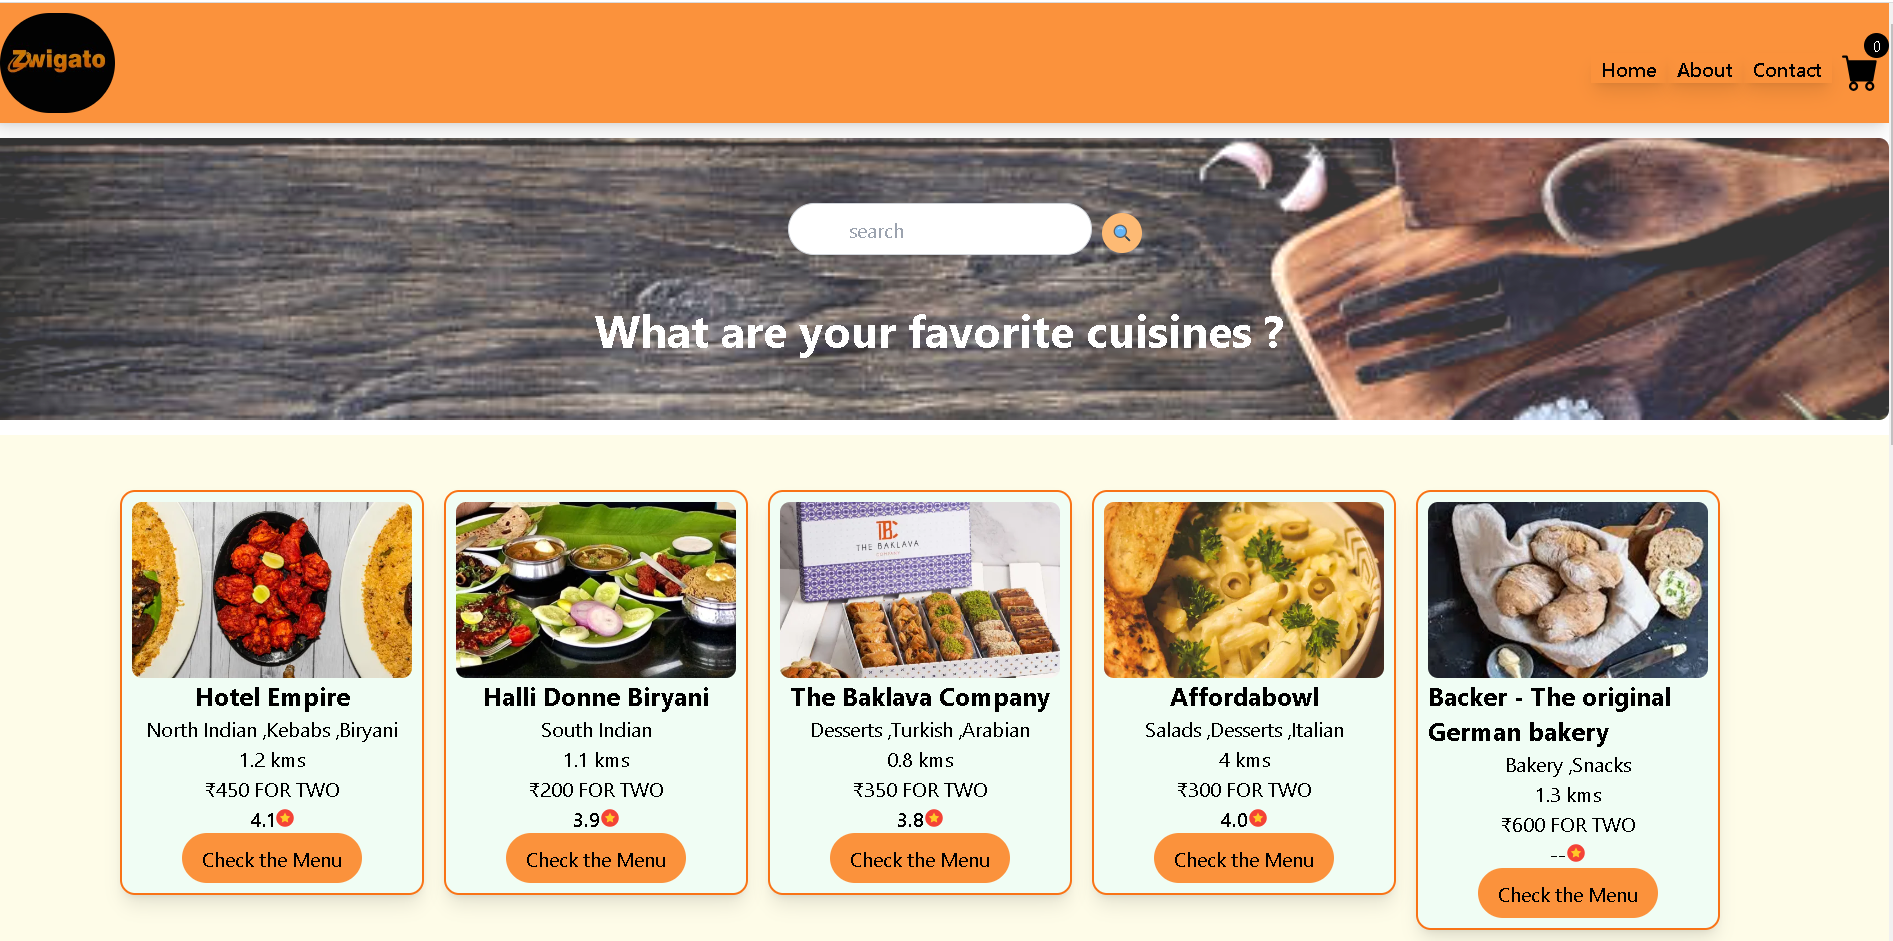 Zwigato
0
Home About Contact
search
What are your favorite cuisines ?
THE BAKLAVA
COMPANY
Hotel Empire
North Indian ,Kebabs ,Biryani
1.2 kms
₹450 FOR TWO
4.1
Check the Menu
Halli Donne Biryani
South Indian
1.1 kms
₹200 FOR TWO
3.9
Check the Menu
The Baklava Company
Desserts ,Turkish ,Arabian
0.8 kms
₹350 FOR TWO
3.8
Check the Menu
Affordabowl
Salads ,Desserts ,Italian
4 kms
₹300 FOR TWO
4.0
Check the Menu
Backer - The original
German bakery
Bakery ,Snacks
1.3 kms
₹600 FOR TWO
--
Check the Menu